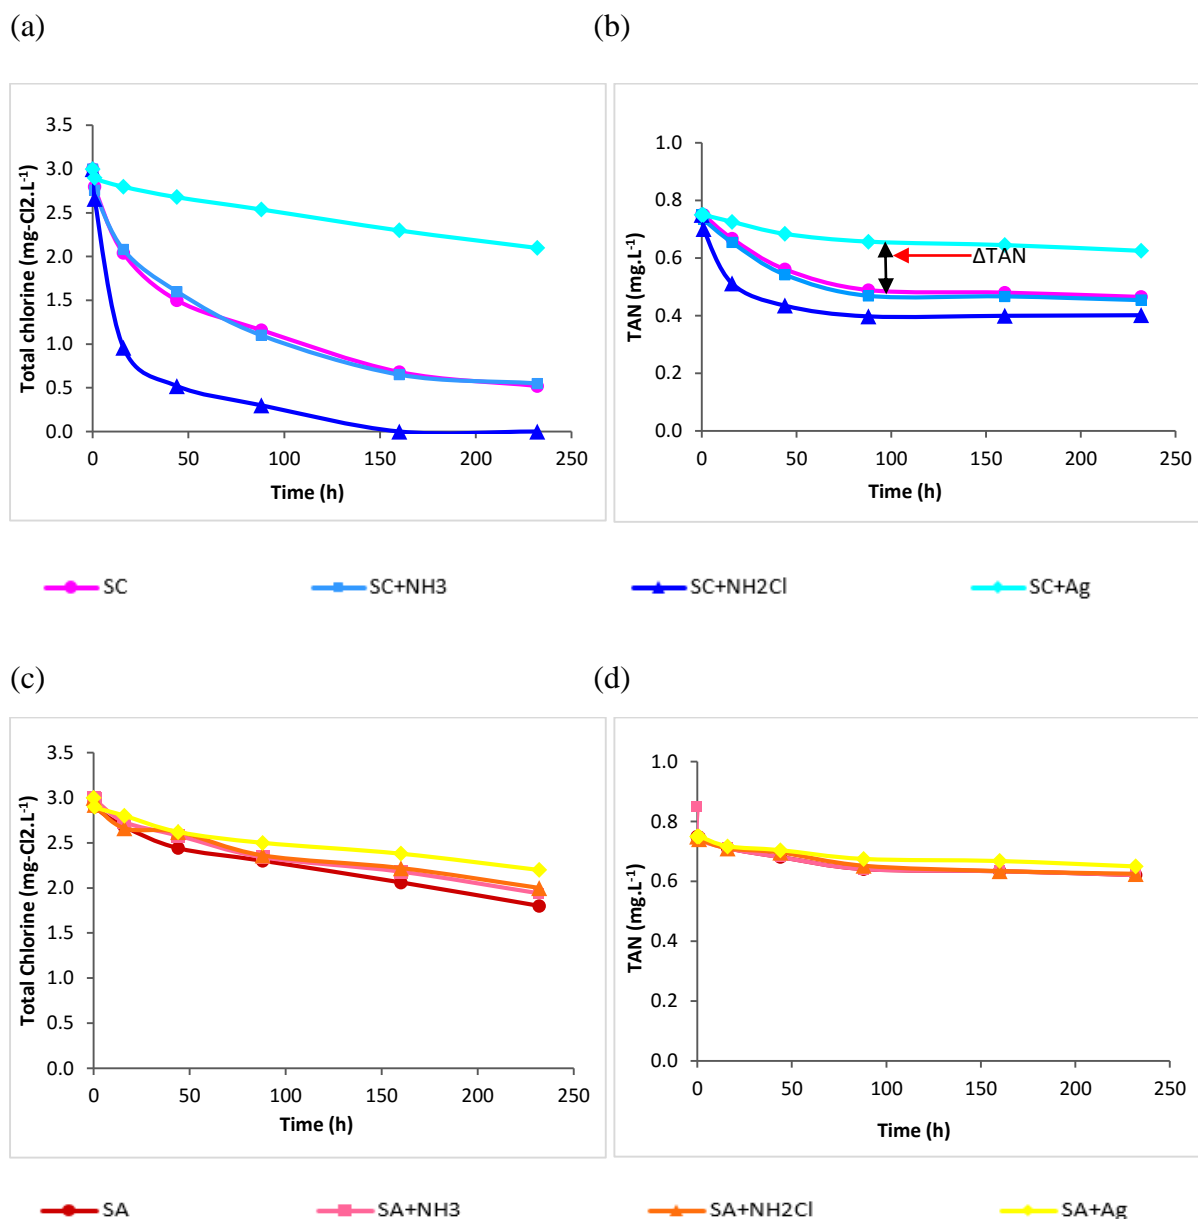 (a)
(b)
Total chlorine (mg-Cl2.L-1)
3.5
3.0
2.5
2.0
1.5
1.0
0.5
0.0
0 50 100 150 200 250
Time (h)
TAN (mg.L-1)
1.0
0.8
0.6
0.4
0.2
0.0
ΔTAN
0 50 100 150 200 250
Time (h)
SC SC+NH3 SC+NH2Cl SC+Ag
(c)
(d)
Total Chlorine (mg-Cl2.L-1)
3.5
3.0
2.5
2.0
1.5
1.0
0.5
0.0
0 50 100 150 200 250
Time (h)
TAN (mg.L-1)
1.0
0.8
0.6
0.4
0.2
0.0
0 50 100 150 200 250
Time (h)
SA SA+NH3 SA+NH2Cl SA+Ag